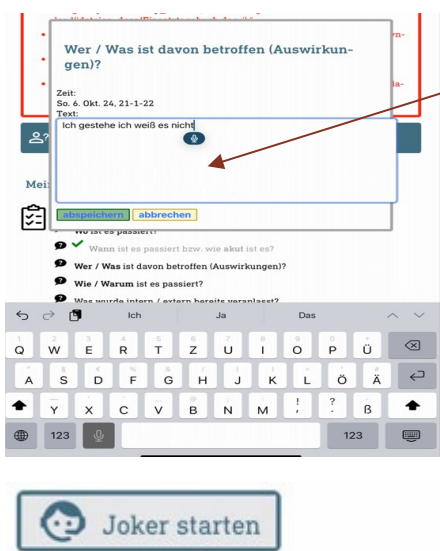 Wer / Was ist davon betroffen (Auswirkun-
gen)?
Zeit:
So. 6. Okt. 24, 21-1-22
Text:
Ich gestehe ich weiß es nicht
abspeichern abbrechen
Mei
Wo ist es passiert?
Wann ist es passiert bzw. wie akut ist es?
Wer / Was ist davon betroffen (Auswirkungen)?
Wie / Warum ist es passiert?
Was wurde intern / extern bereits veranlasst?
Ich Ja Das
Q W E R T Z U I O P Ü
A S D F G H J K L Ö Ä
Y X C V B N M ! , ? . ß
123 123
Joker starten